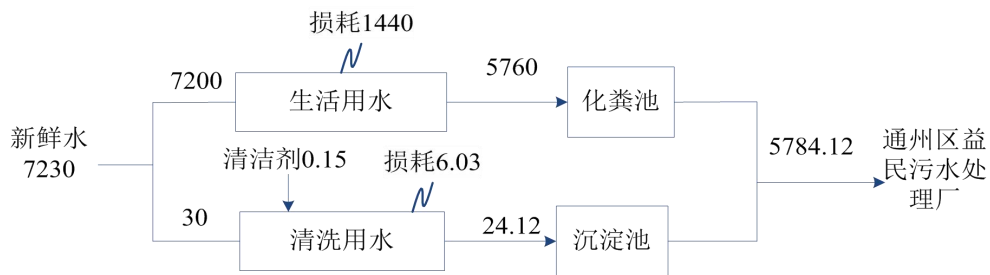 损耗1440
7200
生活用水
5760
化粪池
新鲜水
7230
清洁剂0.15
损耗6.03
5784.12
通州区益
民污水处
理厂
30
清洗用水
24.12
沉淀池